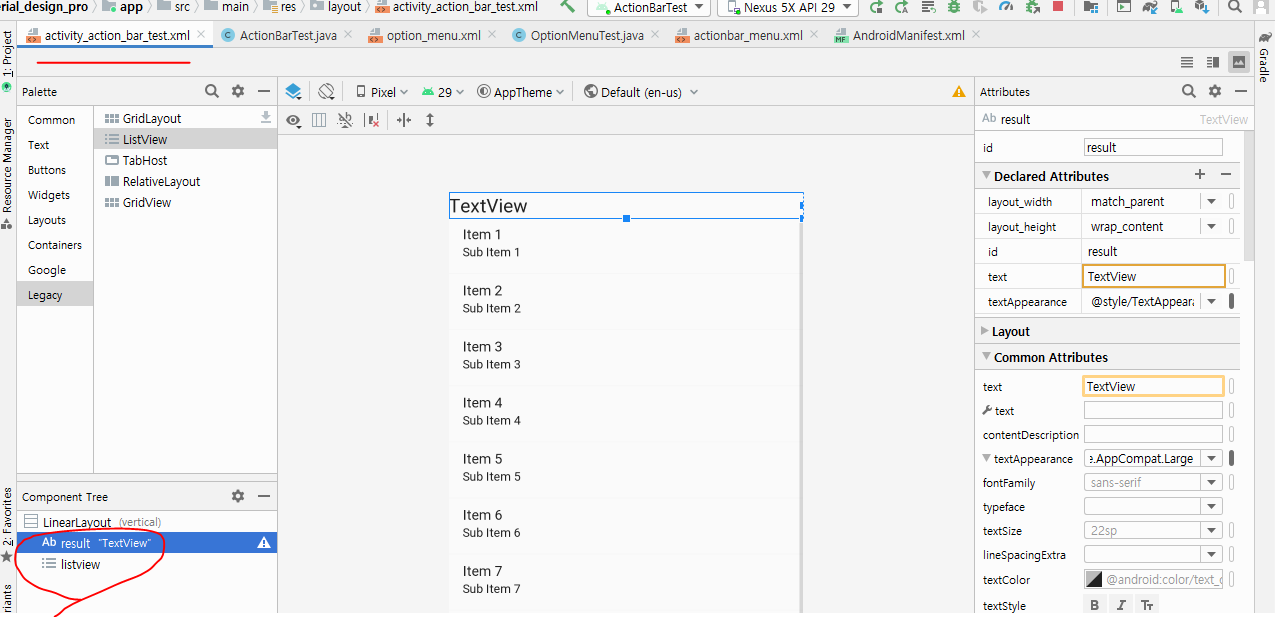 erial_design_pro app src main res layout activity_action_bar_test.xml ActionBarTest Nexus 5X API 29
activity_action_bar_test.xml ActionBarTest.java option_menu.xml OptionMenuTest.java actionbar_menu.xml AndroidManifest.xml
1: Project
Resource Manager
2: Favorites
riants
Gradle
Palette
Common
Text
Buttons
Widgets
Layouts
Containers
Google
Legacy
GridLayout
ListView
TabHost
RelativeLayout
GridView
Component Tree
LinearLayout (vertical)
Ab result "TextView"
listview
Pixel 29 AppTheme Default (en-us)
TextView
Item 1
Sub Item 1
Item 2
Sub Item 2
Item 3
Sub Item 3
Item 4
Sub Item 4
Item 5
Sub Item 5
Item 6
Sub Item 6
Item 7
Sub Item 7
Attributes
Ab result TextView
id result
Declared Attributes
layout_width match_parent
layout_height wrap_content
id result
text TextView
textAppearance @style/TextAppeara
Layout
Common Attributes
text TextView
text
contentDescription
textAppearance e.AppCompat.Large
fontFamily sans-serif
typeface
textSize 22sp
lineSpacingExtra
textColor @android:color/text_c
textStyle B I Tт